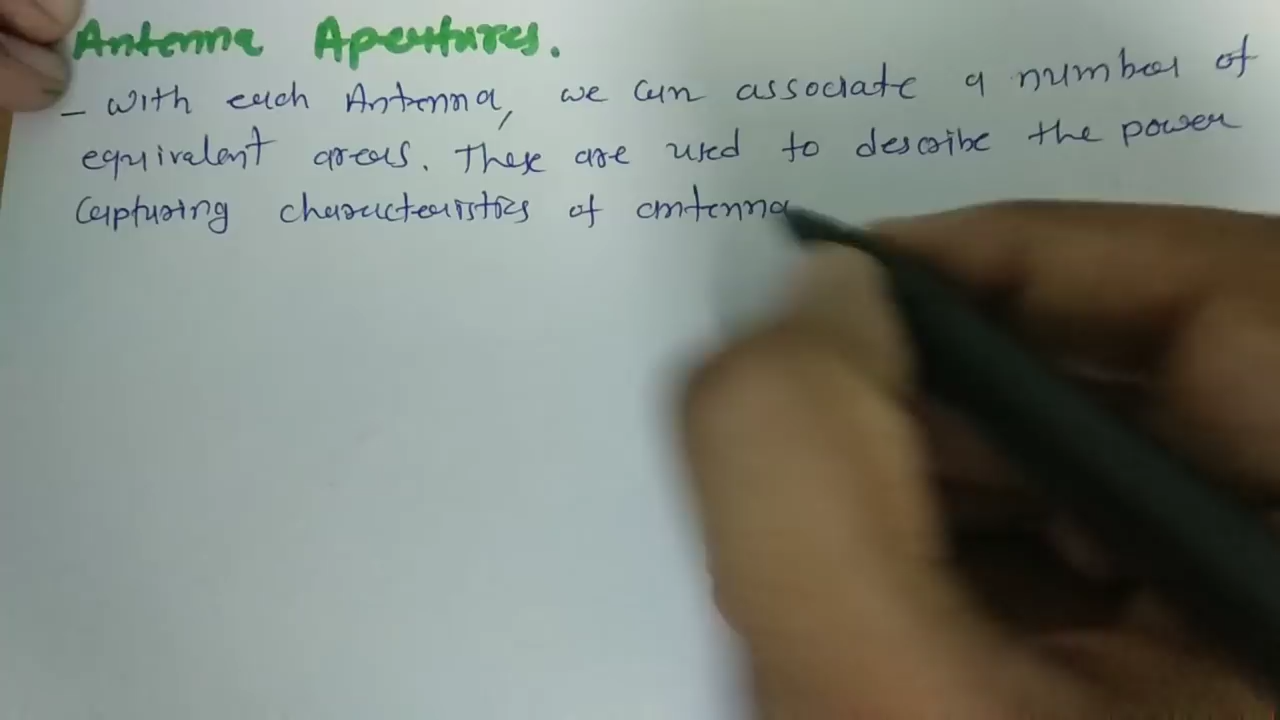 Antenna Apertures.
- With each Antenna, we can associate a number of
equivalent areas. These are used to describe the power
Capturing characteristics of antenna